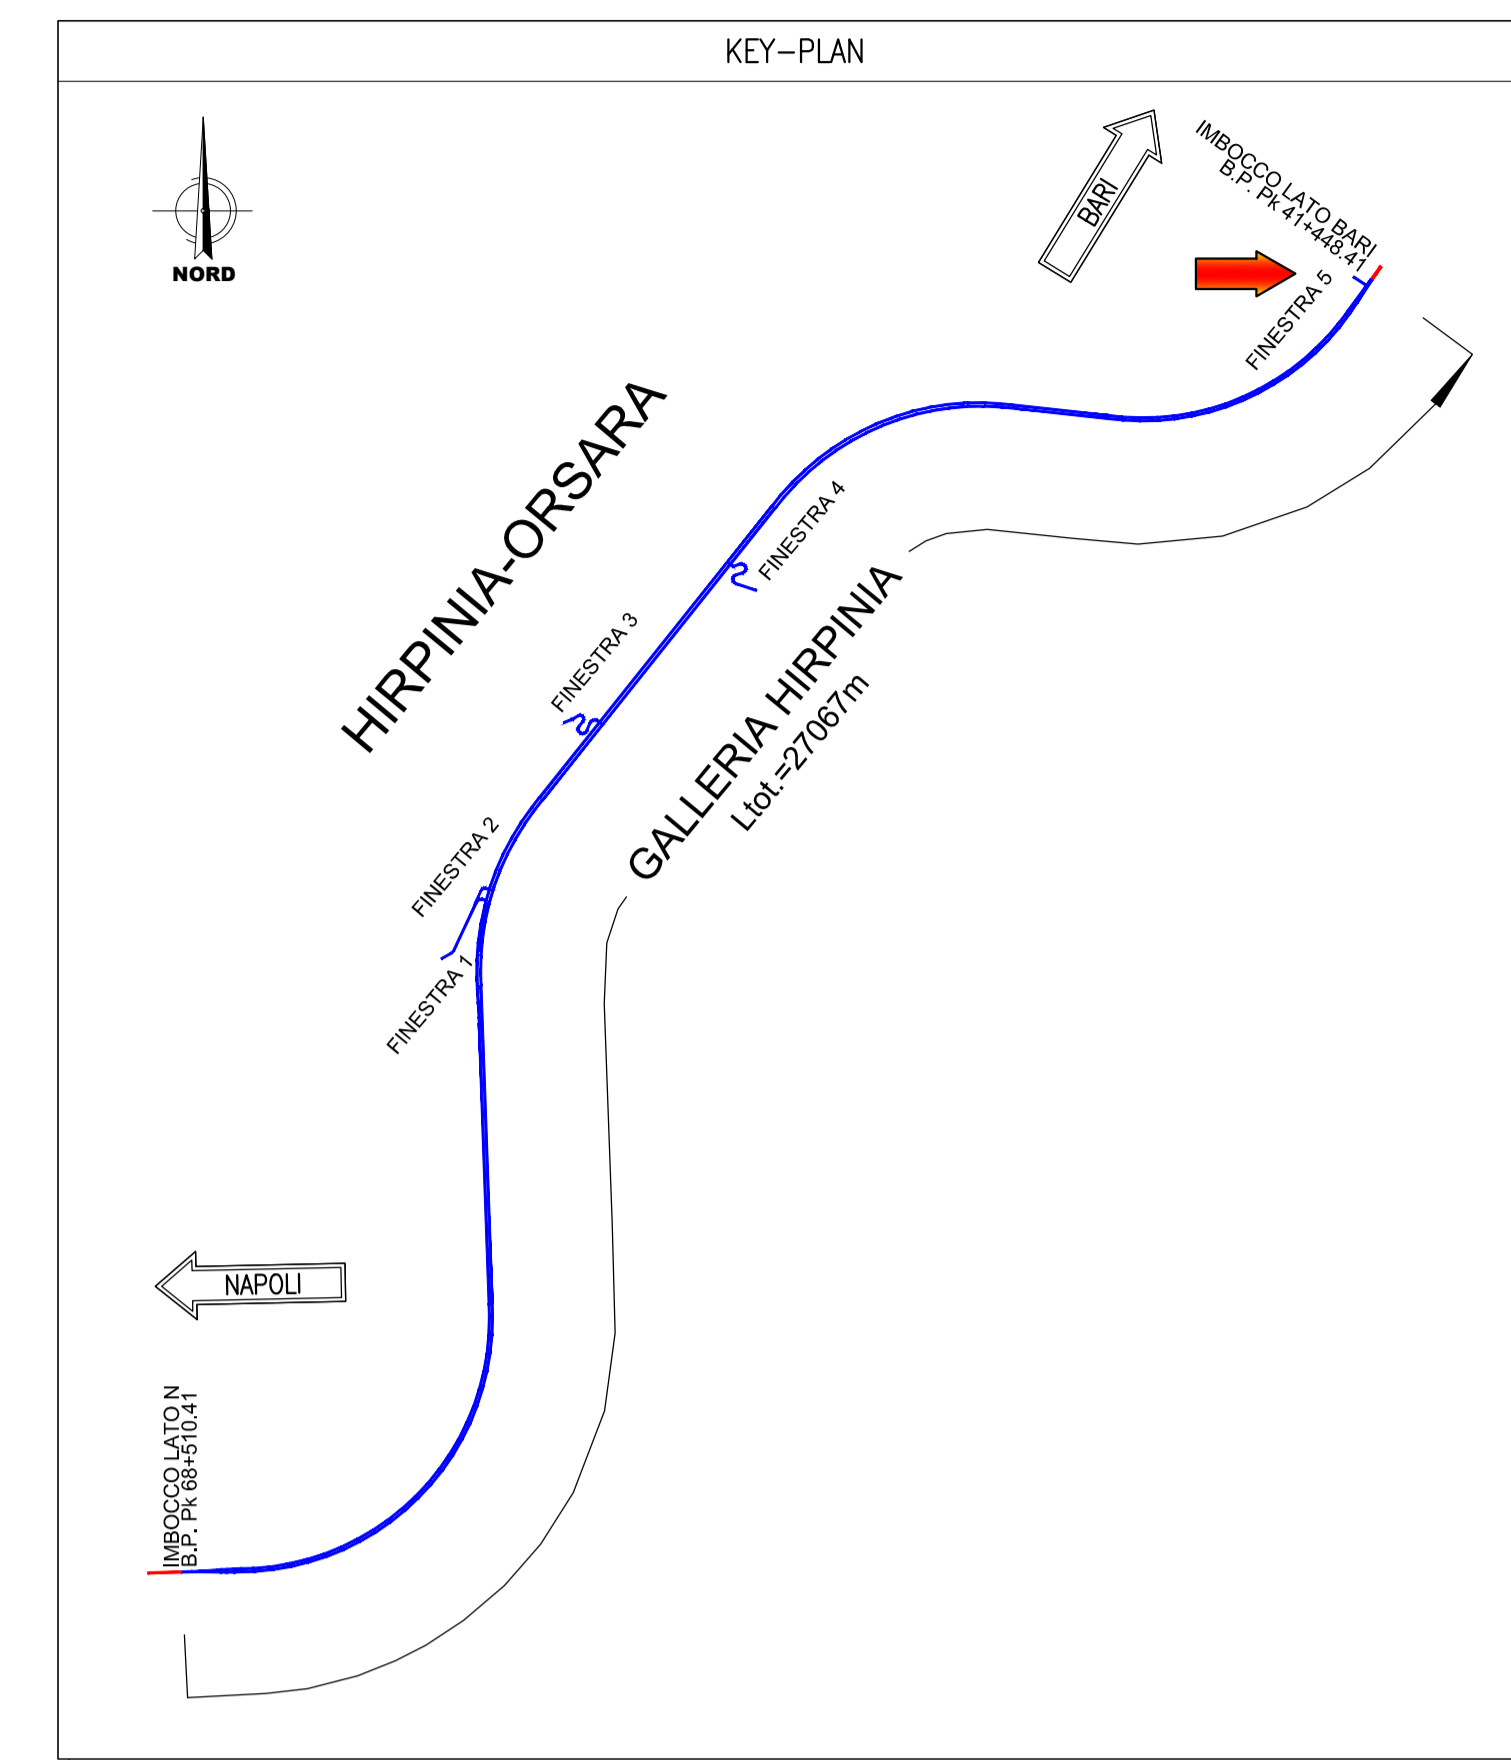 KEY-PLAN
NORD
BARI
IMBOCCO LATO BARI
B.P. Pk 41+448.41
FINESTRA 5
HIRPINIA-ORSARA
FINESTRA 4
GALLERIA HIRPINIA
Ltot.=27067m
FINESTRA 3
FINESTRA 2
FINESTRA 1
NAPOLI
IMBOCCO LATO N
B.P. Pk 68+510.41